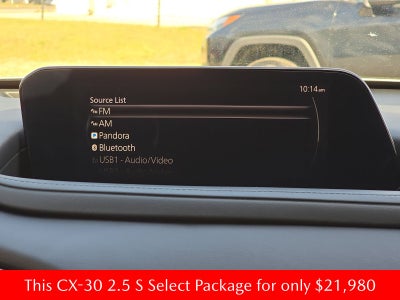 10:14 am
Source List
FM
AM
Pandora
Bluetooth
USB1 - Audio/Video
This CX-30 2.5 S Select Package for only $21,980